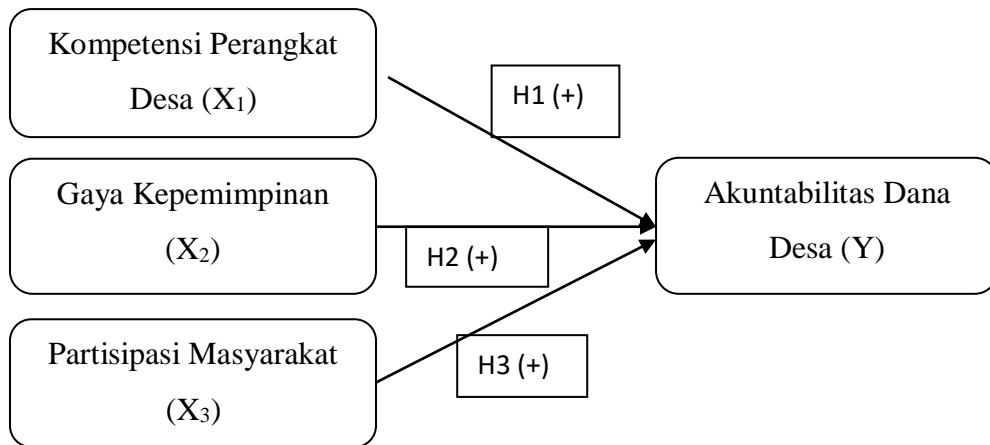 Kompetensi Perangkat
Desa (X₁)
H1 (+)
Gaya Kepemimpinan
(X₂)
H2 (+)
Akuntabilitas Dana
Desa (Y)
Partisipasi Masyarakat
(X₃)
H3 (+)